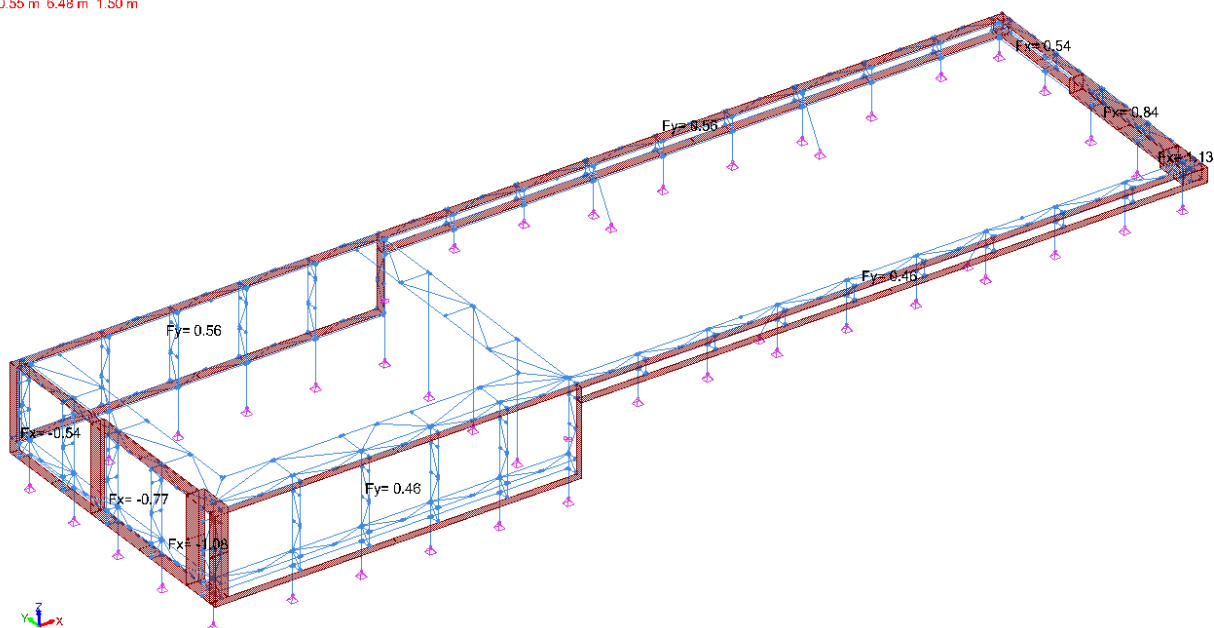 0.55 m 6.48 m 1.50 m
Fx= 0.54
Fx= 0.84
Fy= 0.56
Fx= 1.13
Fy= 0.46
Fy= 0.56
Fx= -0.54
Fy= 0.46
Fx= -0.77
Fx= -1.08
Z
Y X